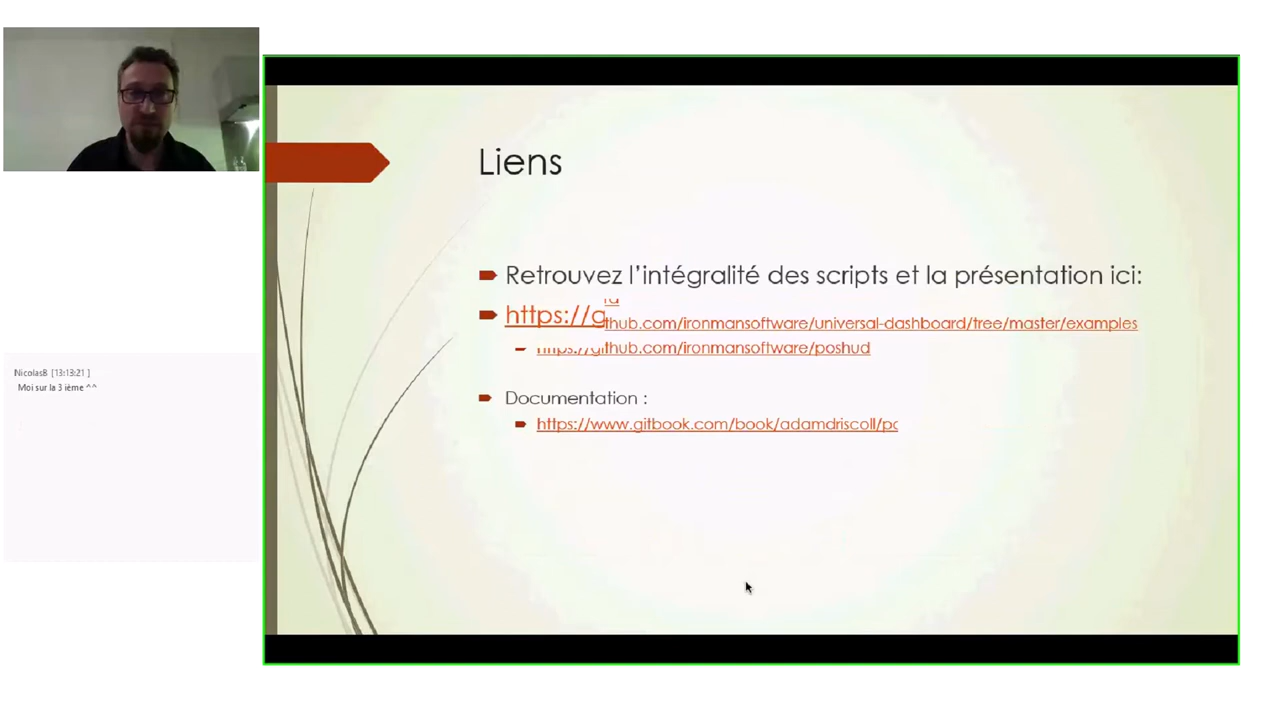 Liens
Retrouvez l'intégralité des scripts et la présentation ici:
https://g
thub.com/ironmansoftware/universal-dashboard/tree/master/examples
https://github.com/ironmansoftware/poshud
Documentation :
https://www.gitbook.com/book/adamdriscoll/po
NicolasB [13:13:21 ]
Moi sur la 3 ième ^^